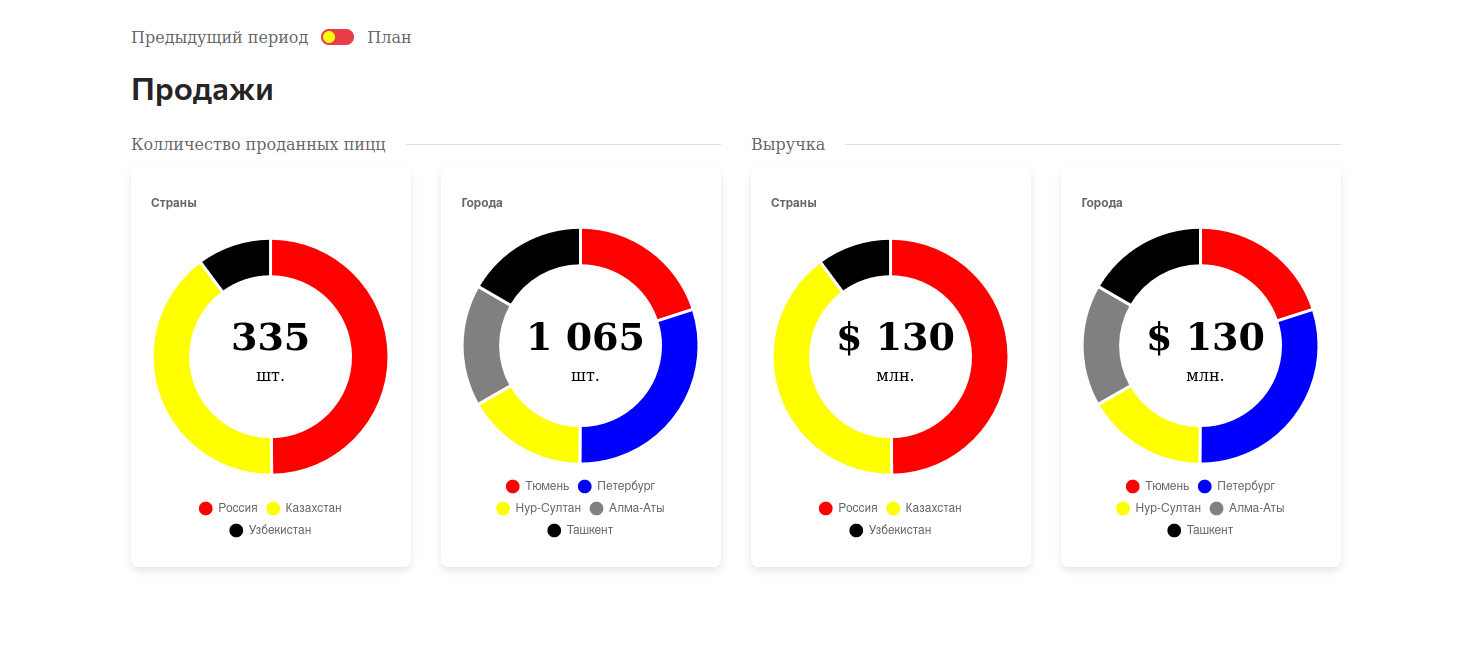 Предыдущий период План
Продажи
Колличество проданных пицц
Выручка
Страны
335
шт.
Россия Казахстан
Узбекистан
Города
1 065
шт.
Тюмень Петербург
Нур-Султан Алма-Аты
Ташкент
Страны
$ 130
млн.
Россия Казахстан
Узбекистан
Города
$ 130
млн.
Тюмень Петербург
Нур-Султан Алма-Аты
Ташкент